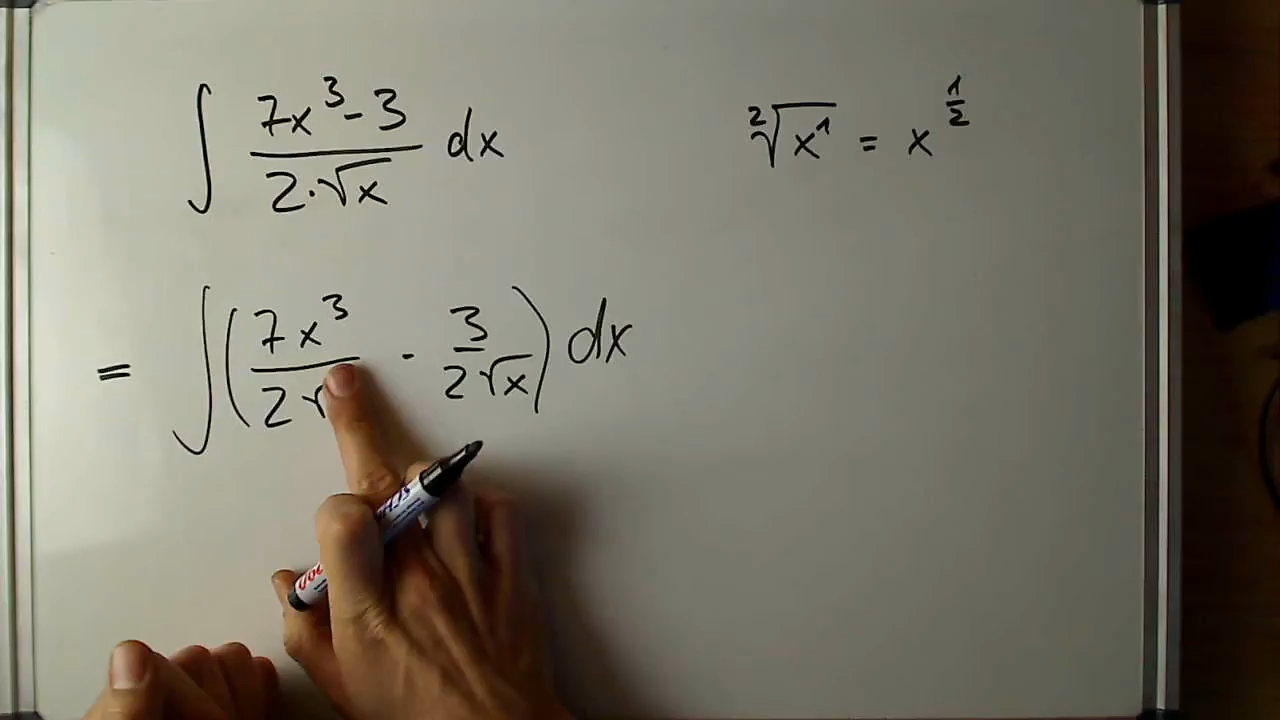 ∫ (7x³ - 3)/(2·√x) dx
²√(x¹) = x^(1/2)
= ∫ ( 7x³/(2√ - 3/(2√x) ) dx